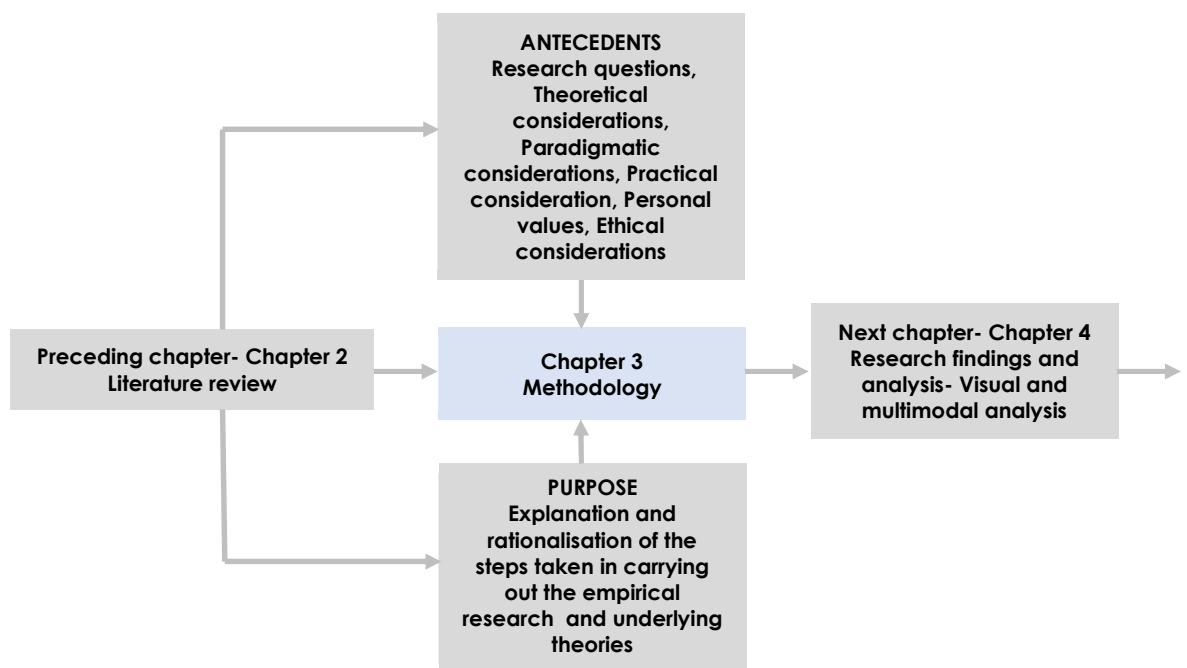 ANTECEDENTS
Research questions,
Theoretical
considerations,
Paradigmatic
considerations, Practical
consideration, Personal
values, Ethical
considerations
Preceding chapter- Chapter 2
Literature review
Chapter 3
Methodology
Next chapter- Chapter 4
Research findings and
analysis- Visual and
multimodal analysis
PURPOSE
Explanation and
rationalisation of the
steps taken in carrying
out the empirical
research and underlying
theories